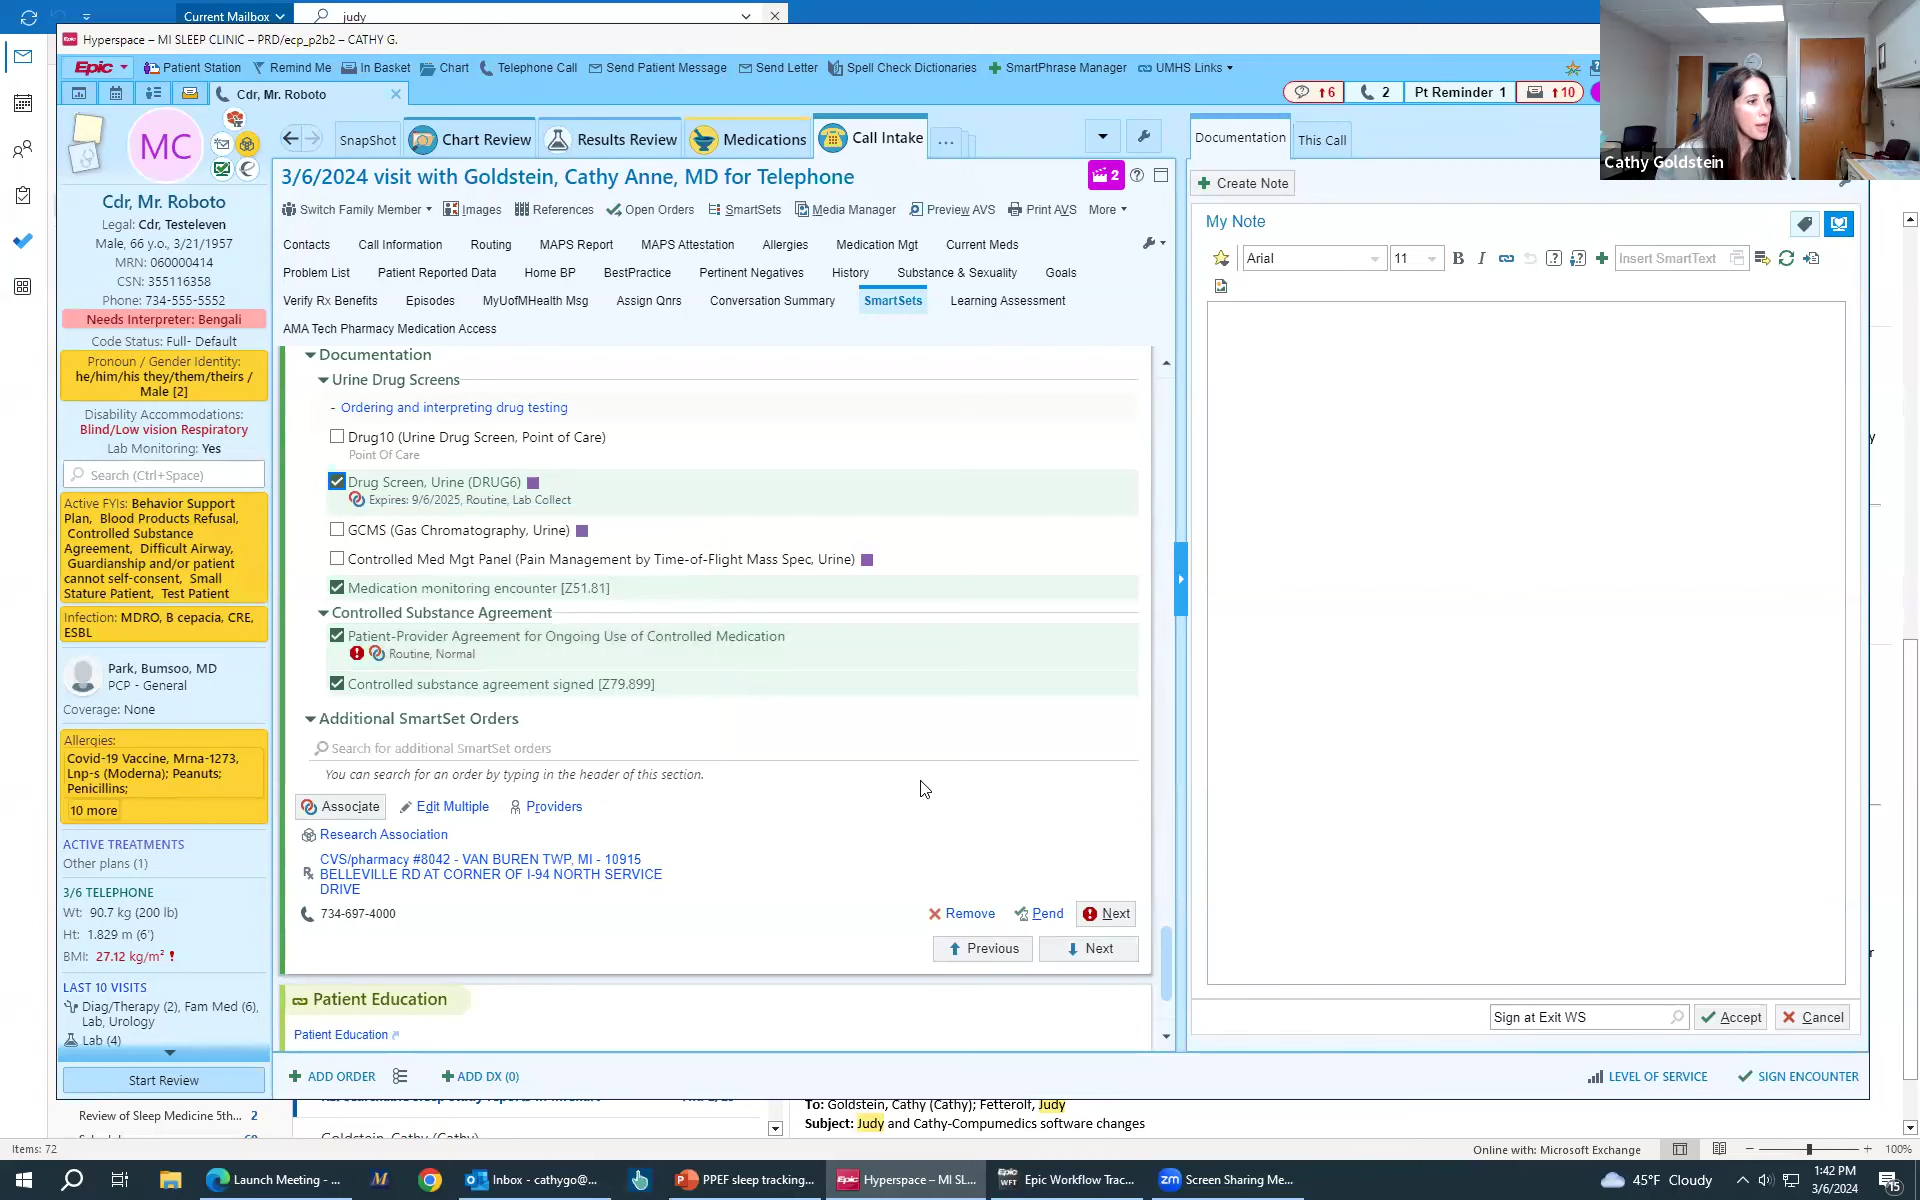 Current Mailbox
judy
Hyperspace – MI SLEEP CLINIC – PRD/ecp_p2b2 – CATHY G.
Epic
Patient Station
Remind Me
In Basket
Chart
Telephone Call
Send Patient Message
Send Letter
Spell Check Dictionaries
SmartPhrase Manager
UMHS Links
Cdr, Mr. Roboto
6
2
Pt Reminder 1
10
MC
SnapShot
Chart Review
Results Review
Medications
Call Intake
...
Documentation
This Call
Cathy Goldstein
3/6/2024 visit with Goldstein, Cathy Anne, MD for Telephone
2
Create Note
Cdr, Mr. Roboto
Legal: Cdr, Testeleven
Male, 66 y.o., 3/21/1957
MRN: 060000414
CSN: 355116358
Phone: 734-555-5552
Needs Interpreter: Bengali
Code Status: Full- Default
Pronoun / Gender Identity:
he/him/his they/them/theirs /
Male [2]
Disability Accommodations:
Blind/Low vision Respiratory
Lab Monitoring: Yes
Search (Ctrl+Space)
Active FYIs: Behavior Support
Plan, Blood Products Refusal,
Controlled Substance
Agreement, Difficult Airway,
Guardianship and/or patient
cannot self-consent, Small
Stature Patient, Test Patient
Infection: MDRO, B cepacia, CRE,
ESBL
Park, Bumsoo, MD
PCP - General
Coverage: None
Allergies:
Covid-19 Vaccine, Mrna-1273,
Lnp-s (Moderna); Peanuts;
Penicillins;
10 more
ACTIVE TREATMENTS
Other plans (1)
3/6 TELEPHONE
Wt: 90.7 kg (200 lb)
Ht: 1.829 m (6')
BMI: 27.12 kg/m² !
LAST 10 VISITS
Diag/Therapy (2), Fam Med (6),
Lab, Urology
Lab (4)
Start Review
Switch Family Member
Images
References
Open Orders
SmartSets
Media Manager
Preview AVS
Print AVS
More
Contacts
Call Information
Routing
MAPS Report
MAPS Attestation
Allergies
Medication Mgt
Current Meds
Problem List
Patient Reported Data
Home BP
BestPractice
Pertinent Negatives
History
Substance & Sexuality
Goals
Verify Rx Benefits
Episodes
MyUofMHealth Msg
Assign Qnrs
Conversation Summary
SmartSets
Learning Assessment
AMA Tech Pharmacy Medication Access
Documentation
Urine Drug Screens
- Ordering and interpreting drug testing
Drug10 (Urine Drug Screen, Point of Care)
Point Of Care
Drug Screen, Urine (DRUG6)
Expires: 9/6/2025, Routine, Lab Collect
GCMS (Gas Chromatography, Urine)
Controlled Med Mgt Panel (Pain Management by Time-of-Flight Mass Spec, Urine)
Medication monitoring encounter [Z51.81]
Controlled Substance Agreement
Patient-Provider Agreement for Ongoing Use of Controlled Medication
Routine, Normal
Controlled substance agreement signed [Z79.899]
Additional SmartSet Orders
Search for additional SmartSet orders
You can search for an order by typing in the header of this section.
Associate
Edit Multiple
Providers
Research Association
CVS/pharmacy #8042 - VAN BUREN TWP, MI - 10915
BELLEVILLE RD AT CORNER OF I-94 NORTH SERVICE
DRIVE
734-697-4000
Remove
Pend
Next
Previous
Next
Patient Education
Patient Education
ADD ORDER
ADD DX (0)
LEVEL OF SERVICE
SIGN ENCOUNTER
My Note
Arial
11
B
I
Insert SmartText
Sign at Exit WS
Accept
Cancel
Review of Sleep Medicine 5th... 2
Goldstein, Cathy (Cathy)
To: Goldstein, Cathy (Cathy); Fetterolf, Judy
Subject: Judy and Cathy-Compumedics software changes
Items: 72
Online with: Microsoft Exchange
100%
Launch Meeting - ...
Inbox - cathygo@...
PPEF sleep tracking...
Hyperspace – MI SL...
WFT
Epic Workflow Trac...
zm
Screen Sharing Me...
45°F Cloudy
1:42 PM
3/6/2024
15